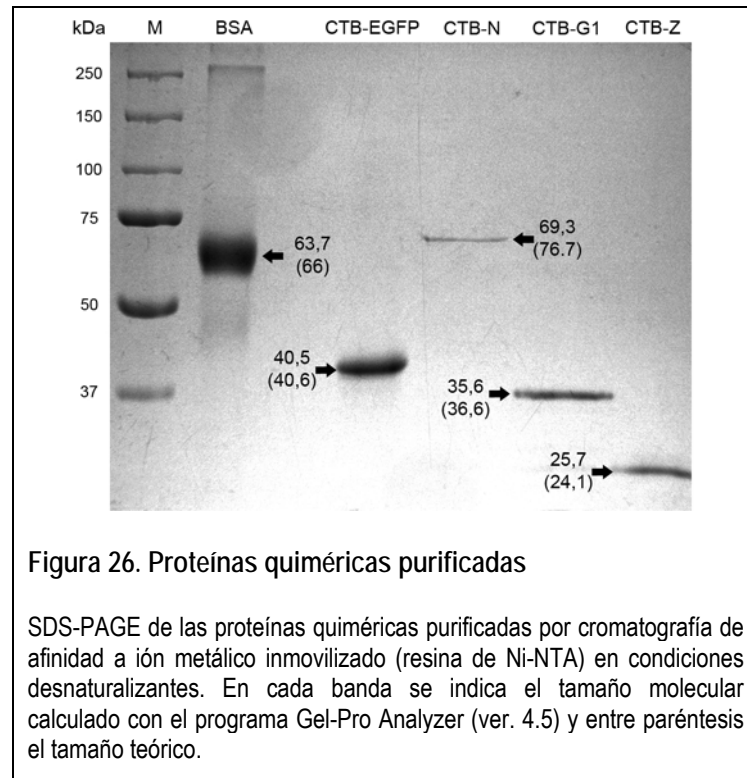 kDa M BSA CTB-EGFP CTB-N CTB-G1 CTB-Z
250
150
100
75
63,7
(66)
69,3
(76.7)
50
40,5
(40,6)
37
35,6
(36,6)
25,7
(24,1)
Figura 26. Proteínas quiméricas purificadas
SDS-PAGE de las proteínas quiméricas purificadas por cromatografía de
afinidad a ión metálico inmovilizado (resina de Ni-NTA) en condiciones
desnaturalizantes. En cada banda se indica el tamaño molecular
calculado con el programa Gel-Pro Analyzer (ver. 4.5) y entre paréntesis
el tamaño teórico.